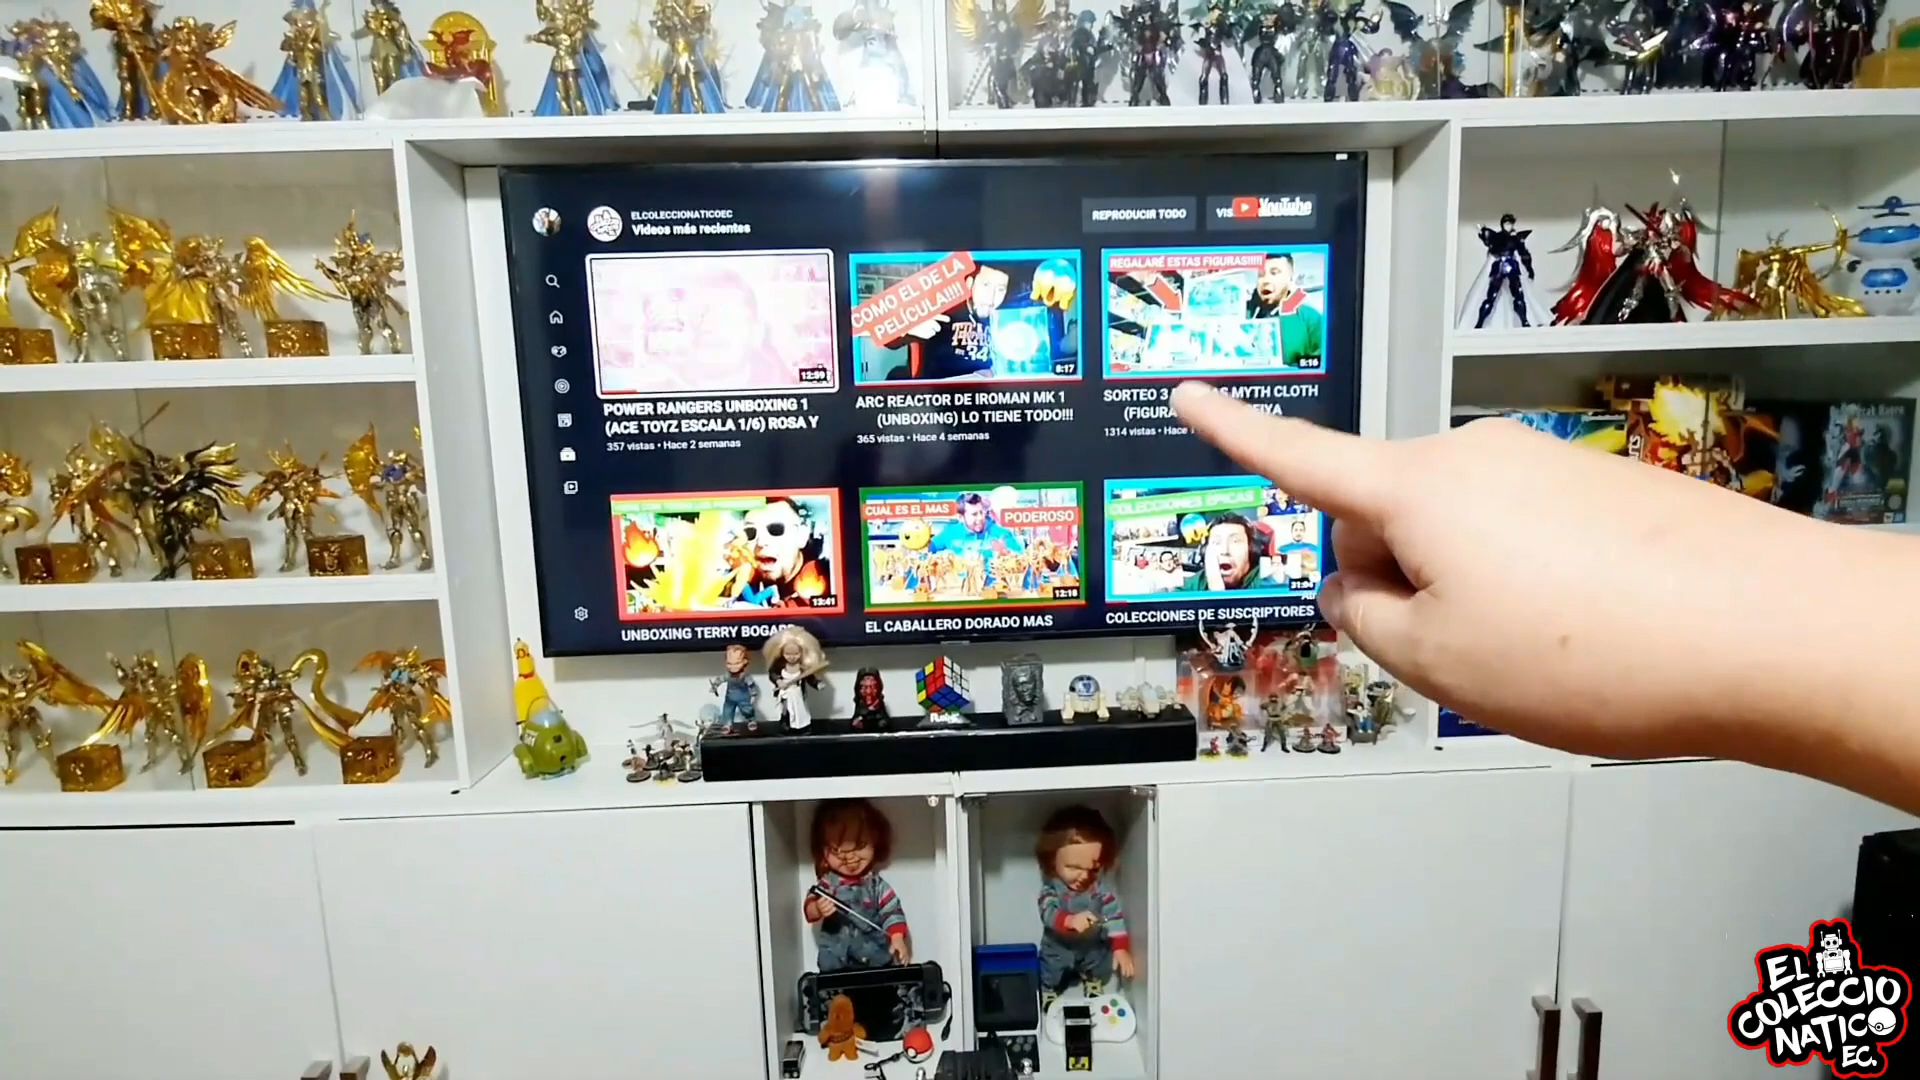 ELCOLECCIONATICOEC
Videos más recientes
REPRODUCIR TODO
YouTube
COMO EL DE LA
PELÍCULA!!!!
REGALARÉ ESTAS FIGURAS!!!!!
12:59
8:17
5:16
POWER RANGERS UNBOXING 1
(ACE TOYZ ESCALA 1/6) ROSA Y
357 vistas • Hace 2 semanas
ARC REACTOR DE IROMAN MK 1
(UNBOXING) LO TIENE TODO!!!
365 vistas • Hace 4 semanas
SORTEO 3 MYTH CLOTH
1314 vistas • Hace
CUAL ES EL MAS
PODEROSO
COLECCIONES EPICAS
13:41
12:18
31:04
UNBOXING TERRY BOGARD
EL CABALLERO DORADO MAS
COLECCIONES DE SUSCRIPTORES
EL
COLECCIO
NATICO
EC.